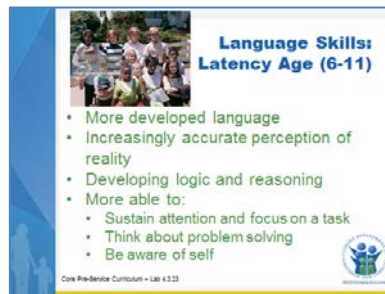 Language Skills:
Latency Age (6-11)
• More developed language
• Increasingly accurate perception of
reality
• Developing logic and reasoning
• More able to:
• Sustain attention and focus on a task
• Think about problem solving
• Be aware of self
Core Pre-Service Curriculum – Lab 4.3.23